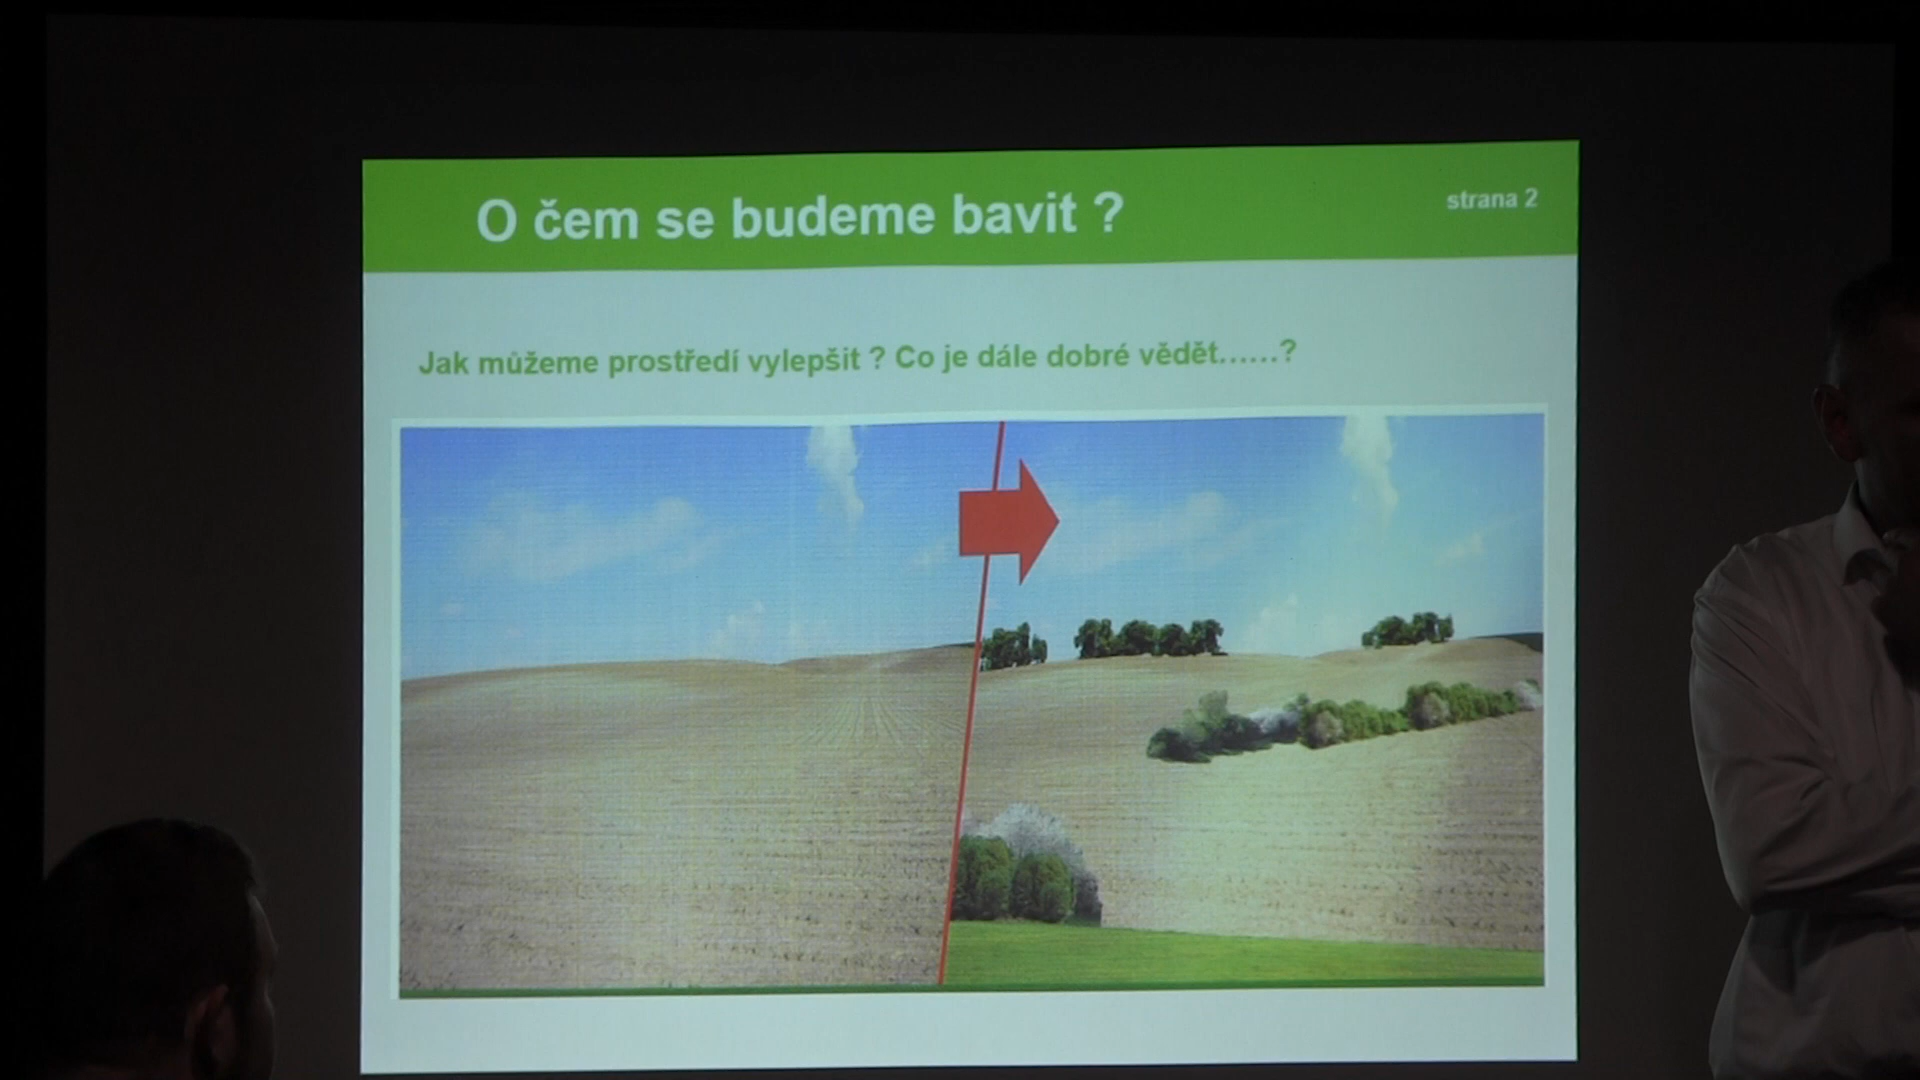 O čem se budeme bavit ?
strana 2
Jak můžeme prostředí vylepšit ? Co je dále dobré vědět......?